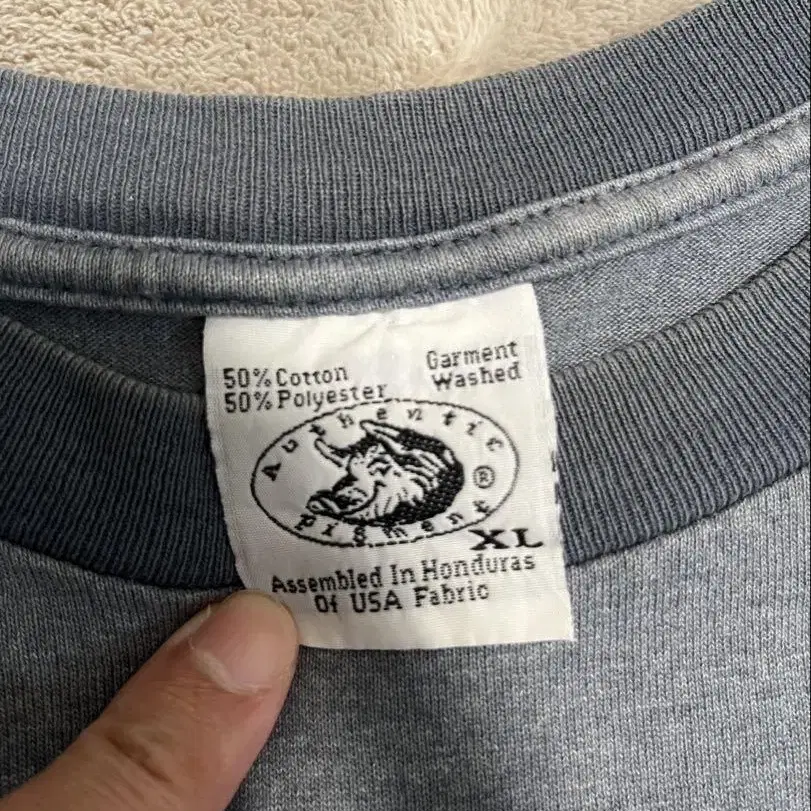 50% Cotton
50% Polyester
Garment
Washed
Authentic
Pigment
®
XL
Assembled In Honduras
Of USA Fabric